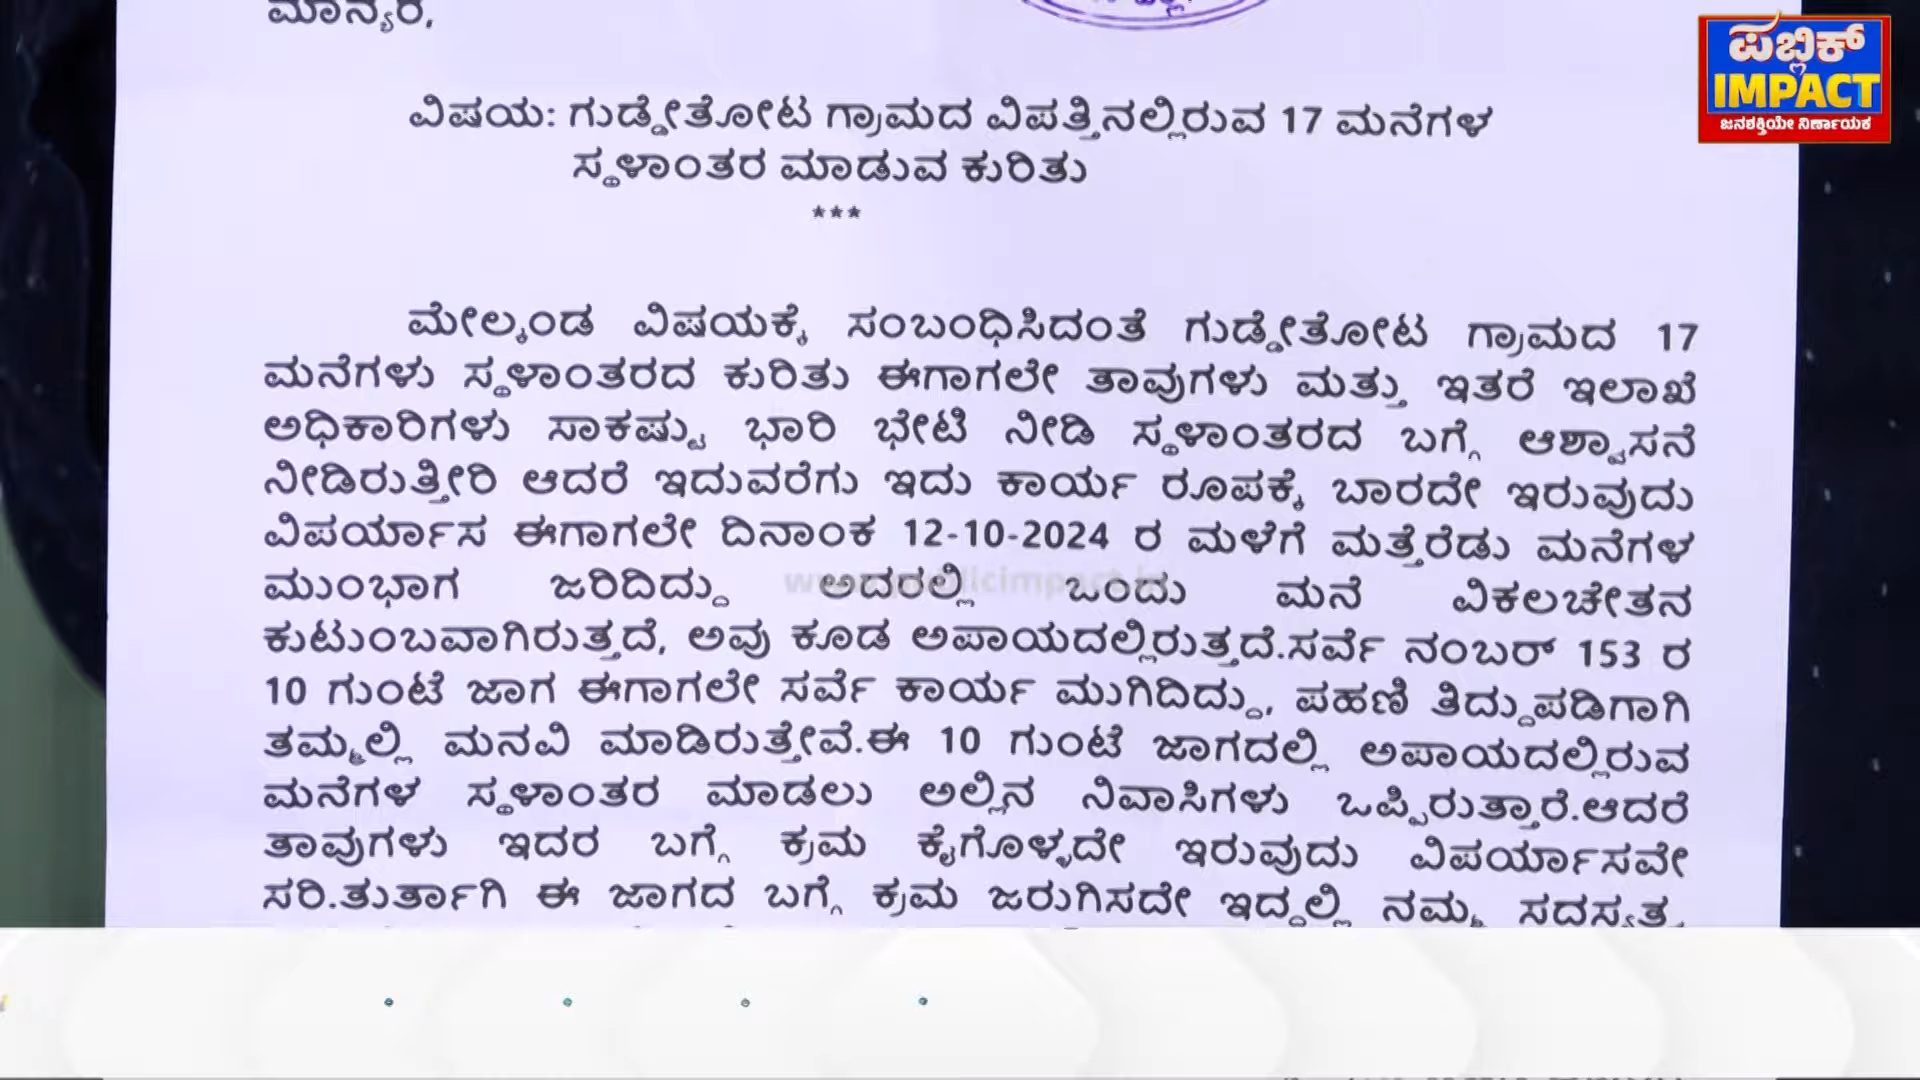 ಮಾನ್ಯರೆ,
ಪಬ್ಲಿಕ್
IMPACT
ಜನಶಕ್ತಿಯೇ ನಿರ್ಣಾಯಕ
ವಿಷಯ: ಗುಡ್ಡೇತೋಟ ಗ್ರಾಮದ ವಿಪತ್ತಿನಲ್ಲಿರುವ 17 ಮನೆಗಳ
ಸ್ಥಳಾಂತರ ಮಾಡುವ ಕುರಿತು
***
ಮೇಲ್ಕಂಡ ವಿಷಯಕ್ಕೆ ಸಂಬಂಧಿಸಿದಂತೆ ಗುಡ್ಡೇತೋಟ ಗ್ರಾಮದ 17
ಮನೆಗಳು ಸ್ಥಳಾಂತರದ ಕುರಿತು ಈಗಾಗಲೇ ತಾವುಗಳು ಮತ್ತು ಇತರೆ ಇಲಾಖೆ
ಅಧಿಕಾರಿಗಳು ಸಾಕಷ್ಟು ಭಾರಿ ಭೇಟಿ ನೀಡಿ ಸ್ಥಳಾಂತರದ ಬಗ್ಗೆ ಆಶ್ವಾಸನೆ
ನೀಡಿರುತ್ತೀರಿ ಆದರೆ ಇದುವರೆಗು ಇದು ಕಾರ್ಯ ರೂಪಕ್ಕೆ ಬಾರದೇ ಇರುವುದು
ವಿಪರ್ಯಾಸ ಈಗಾಗಲೇ ದಿನಾಂಕ 12-10-2024 ರ ಮಳೆಗೆ ಮತ್ತೆರೆಡು ಮನೆಗಳ
ಮುಂಭಾಗ ಜರಿದಿದ್ದು ಅದರಲ್ಲಿ ಒಂದು ಮನೆ ವಿಕಲಚೇತನ
ಕುಟುಂಬವಾಗಿರುತ್ತದೆ, ಅವು ಕೂಡ ಅಪಾಯದಲ್ಲಿರುತ್ತದೆ.ಸರ್ವೆ ನಂಬರ್ 153 ರ
10 ಗುಂಟೆ ಜಾಗ ಈಗಾಗಲೇ ಸರ್ವೆ ಕಾರ್ಯ ಮುಗಿದಿದ್ದು, ಪಹಣಿ ತಿದ್ದುಪಡಿಗಾಗಿ
ತಮ್ಮಲ್ಲಿ ಮನವಿ ಮಾಡಿರುತ್ತೇವೆ.ಈ 10 ಗುಂಟೆ ಜಾಗದಲ್ಲಿ ಅಪಾಯದಲ್ಲಿರುವ
ಮನೆಗಳ ಸ್ಥಳಾಂತರ ಮಾಡಲು ಅಲ್ಲಿನ ನಿವಾಸಿಗಳು ಒಪ್ಪಿರುತ್ತಾರೆ.ಆದರೆ
ತಾವುಗಳು ಇದರ ಬಗ್ಗೆ ಕ್ರಮ ಕೈಗೊಳ್ಳದೇ ಇರುವುದು ವಿಪರ್ಯಾಸವೇ
ಸರಿ.ತುರ್ತಾಗಿ ಈ ಜಾಗದ ಬಗ್ಗೆ ಕ್ರಮ ಜರುಗಿಸದೇ ಇದ್ದಲ್ಲಿ ನಮ್ಮ ಸದಸ್ಯತ್ವ